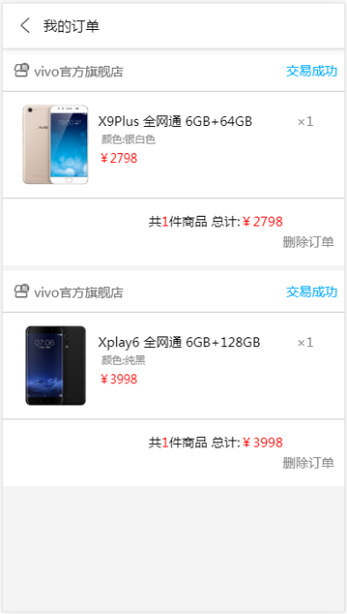 我的订单
vivo官方旗舰店 交易成功
X9Plus 全网通 6GB+64GB ×1
颜色:银白色
￥2798
共1件商品 总计:￥2798
删除订单
vivo官方旗舰店 交易成功
07:06
Xplay6 全网通 6GB+128GB ×1
颜色:纯黑
￥3998
共1件商品 总计:￥3998
删除订单